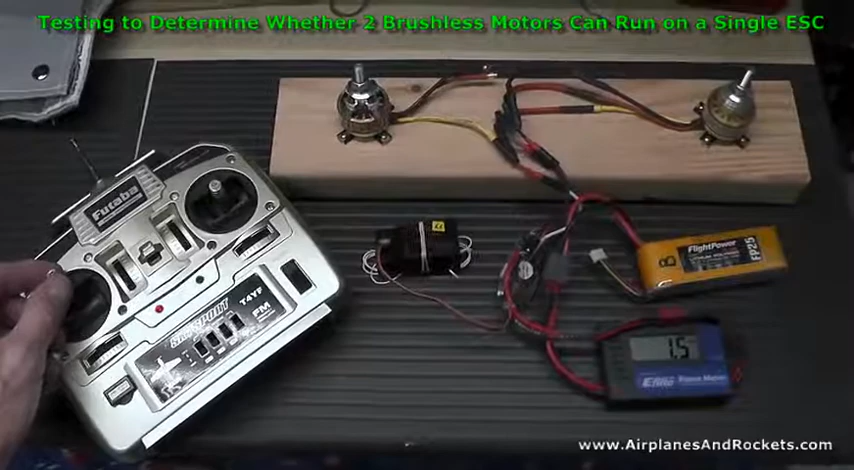 Testing to Determine Whether 2 Brushless Motors Can Run on a Single ESC
Futaba
FlightPower
FP25
8
T4YF
FM
SKYSPORT
1.5
www.AirplanesAndRockets.com